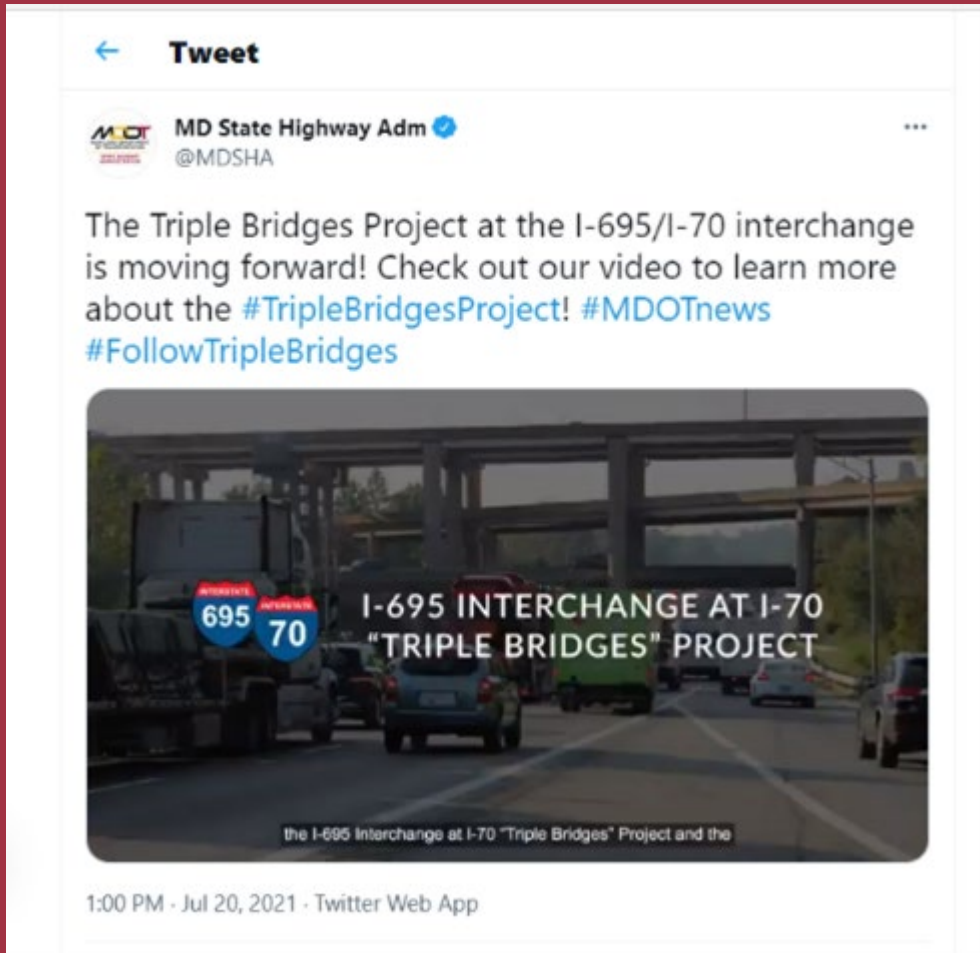 Tweet
MDOT
MD State Highway Adm
@MDSHA
The Triple Bridges Project at the I-695/I-70 interchange
is moving forward! Check out our video to learn more
about the #TripleBridgesProject! #MDOTnews
#FollowTripleBridges
INTERSTATE
695
INTERSTATE
70
I-695 INTERCHANGE AT I-70
“TRIPLE BRIDGES” PROJECT
the I-695 Interchange at I-70 "Triple Bridges" Project and the
1:00 PM · Jul 20, 2021 · Twitter Web App